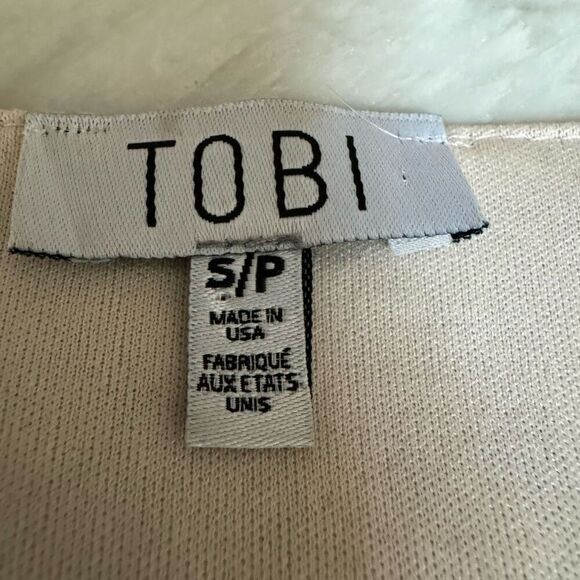 TOBI
S/P
MADE IN
USA
FABRIQUÉ
AUX ETATS
UNIS